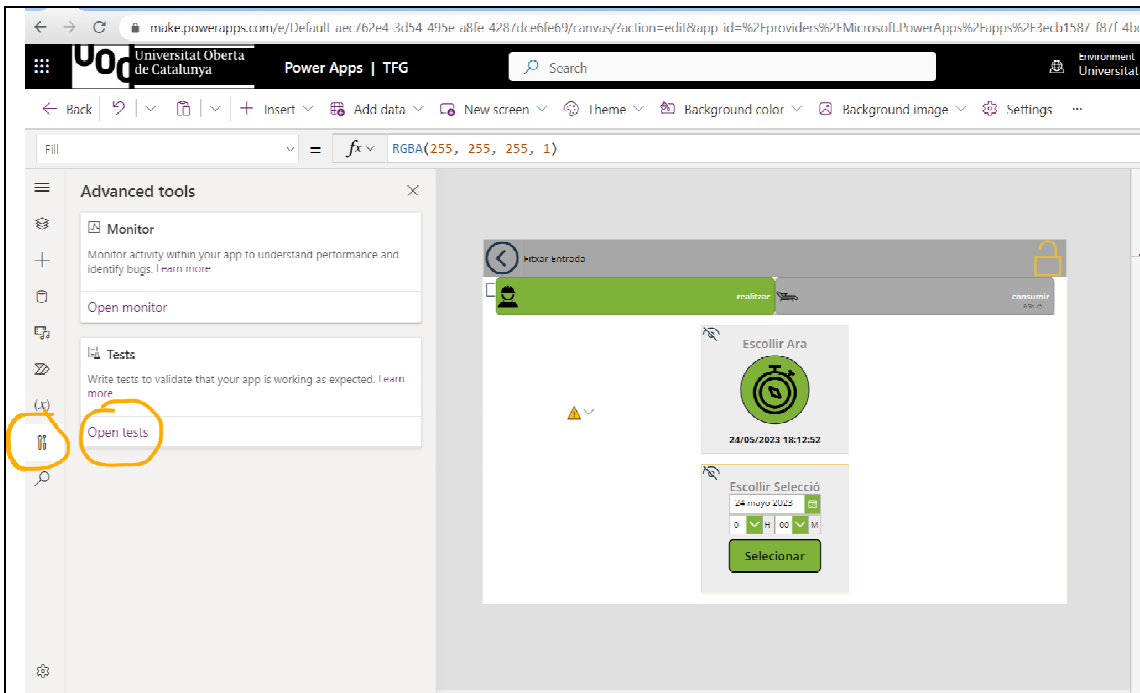 make.powerapps.com/e/Default-aec762e4-3d54-495e-a8fe-4287dce6fe69/canvas/?action=edit&app-id=%2Fproviders%2FMicrosoft.PowerApps%2Fapps%2F3ecb1587-f87f-4bc
UOC Universitat Oberta
de Catalunya
Power Apps | TFG
Search
Environment
Universitat
Back
Insert
Add data
New screen
Theme
Background color
Background image
Settings
Fill
= fx RGBA(255, 255, 255, 1)
Advanced tools
Monitor
Monitor activity within your app to understand performance and
identify bugs. Learn more
Open monitor
Tests
Write tests to validate that your app is working as expected. Learn
more
Open tests
(x)
Fitxar Entrada
realitzar
consumir
Escollir Ara
24/05/2023 18:12:52
Escollir Selecció
24 mayo 2023
0 H 00 M
Selecionar